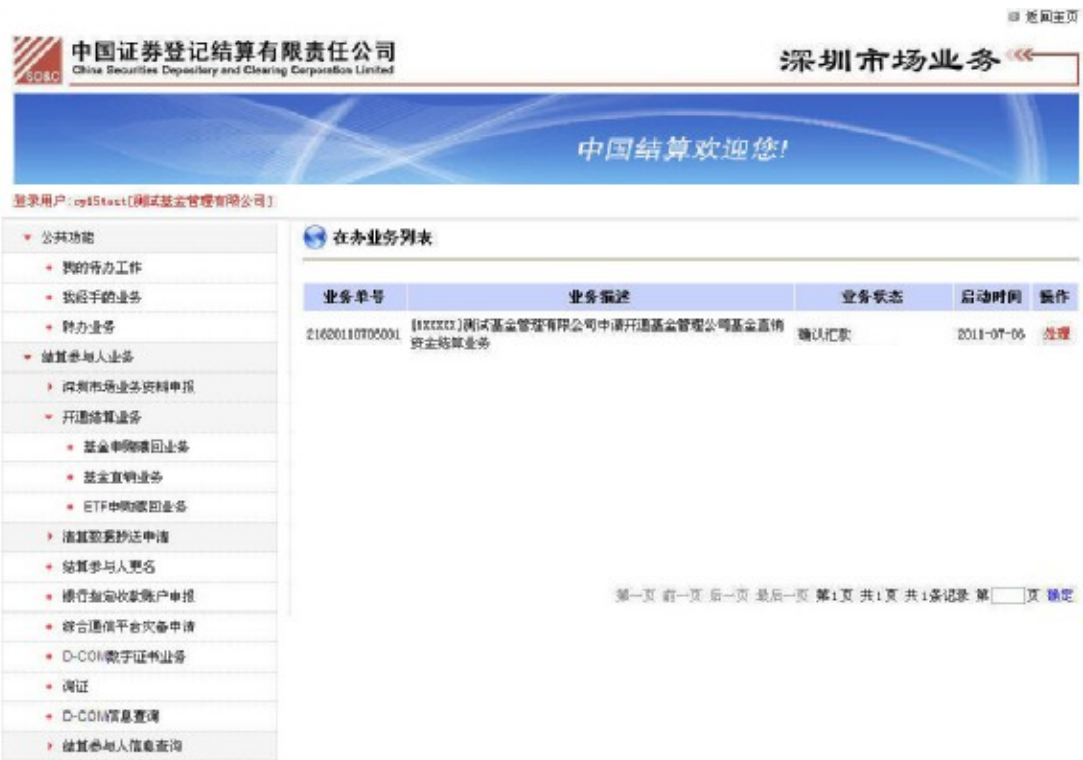 返回主页
中国证券登记结算有限责任公司
China Securities Depository and Clearing Corporation Limited
SD&C
深圳市场业务
中国结算欢迎您!
登录用户:cy15test[测试基金管理有限公司]
公共功能
我的待办工作
我经手的业务
转办业务
结算参与人业务
深圳市场业务资料申报
开通结算业务
基金申购赎回业务
基金直销业务
ETF申购赎回业务
清算数据抄送申请
结算参与人更名
银行指定收款账户申报
综合通信平台灾备申请
D-COM数字证书业务
询证
D-COM信息查询
结算参与人信息查询
在办业务列表
业务单号 业务描述 业务状态 启动时间 操作
21620110706001 [1XXXXX]测试基金管理有限公司申请开通基金管理公司基金直销 确认汇款 2011-07-06 处理
资金结算业务
第一页 前一页 后一页 最后一页 第1页 共1页 共1条记录 第 页 确定